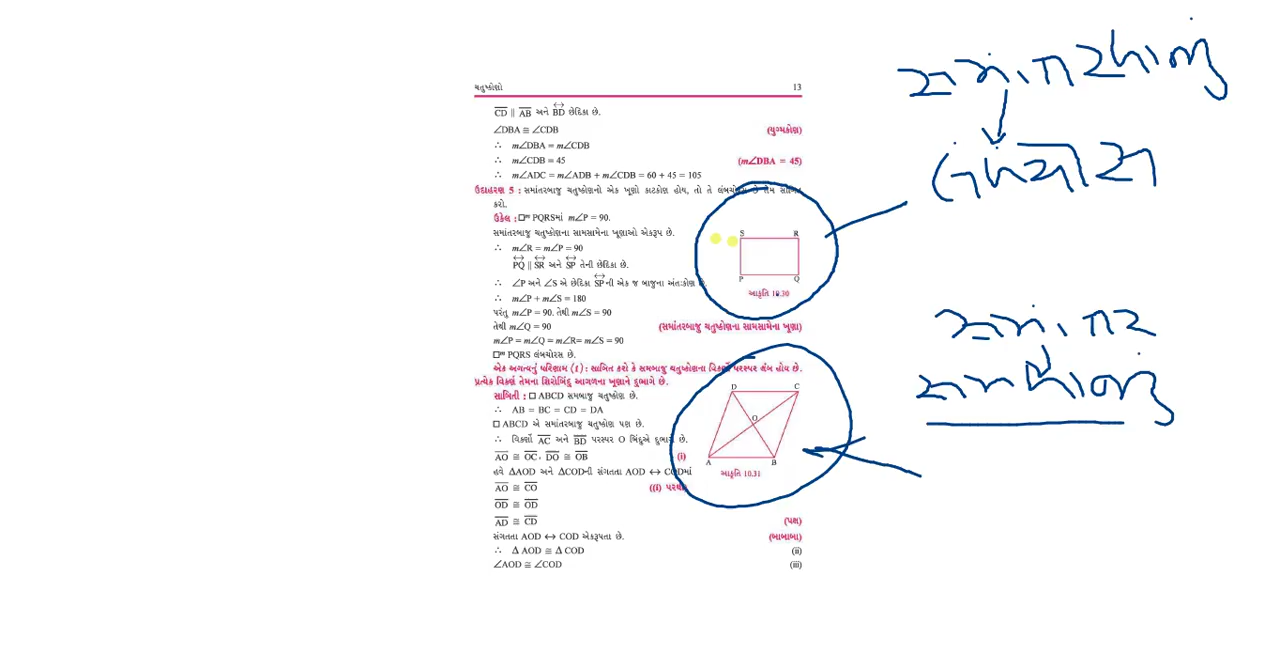 ચતુષ્કોણો 13
CD || AB અને BD છેદિકા છે.
∠DBA ≅ ∠CDB (યુગ્મકોણ)
∴ m∠DBA = m∠CDB
∴ m∠CDB = 45 (m∠DBA = 45)
∴ m∠ADC = m∠ADB + m∠CDB = 60 + 45 = 105
ઉદાહરણ 5 : સમાંતરબાજુ ચતુષ્કોણનો એક ખૂણો કાટકોણ હોય, તો તે લંબચોરસ છે તેમ સાબિત
કરો.
ઉકેલ : □ᵐ PQRSમાં m∠P = 90.
સમાંતરબાજુ ચતુષ્કોણના સામસામેના ખૂણાઓ એકરૂપ છે.
∴ m∠R = m∠P = 90
PQ || SR અને SP તેની છેદિકા છે.
∴ ∠P અને ∠S એ છેદિકા SPની એક જ બાજુના અંતઃકોણ છે.
∴ m∠P + m∠S = 180
પરંતુ m∠P = 90. તેથી m∠S = 90
તેથી m∠Q = 90 (સમાંતરબાજુ ચતુષ્કોણના સામસામેના ખૂણા)
m∠P = m∠Q = m∠R= m∠S = 90
□ᵐ PQRS લંબચોરસ છે.
S R
P Q
આકૃતિ 10.30
એક અગત્યનું પરિણામ (1) : સાબિત કરો કે સમબાજુ ચતુષ્કોણના વિકર્ણો પરસ્પર લંબ હોય છે.
પ્રત્યેક વિકર્ણ તેમના શિરોબિંદુ આગળના ખૂણાને દુભાગે છે.
સાબિતી : □ ABCD સમબાજુ ચતુષ્કોણ છે.
∴ AB = BC = CD = DA
□ ABCD એ સમાંતરબાજુ ચતુષ્કોણ પણ છે.
∴ વિકર્ણો AC અને BD પરસ્પર O બિંદુએ દુભાગે છે.
AO ≅ OC, DO ≅ OB (i)
હવે ΔAOD અને ΔCODની સંગતતા AOD ↔ CODમાં
AO ≅ CO ((i) પરથી)
OD ≅ OD
AD ≅ CD (પક્ષ)
સંગતતા AOD ↔ COD એકરૂપતા છે. (બાબાબા)
∴ Δ AOD ≅ Δ COD (ii)
∠AOD ≅ ∠COD (iii)
D C
O
A B
આકૃતિ 10.31
સમાંતરબાજુ
લંબચોરસ
સમાંતર
સમબાજુ